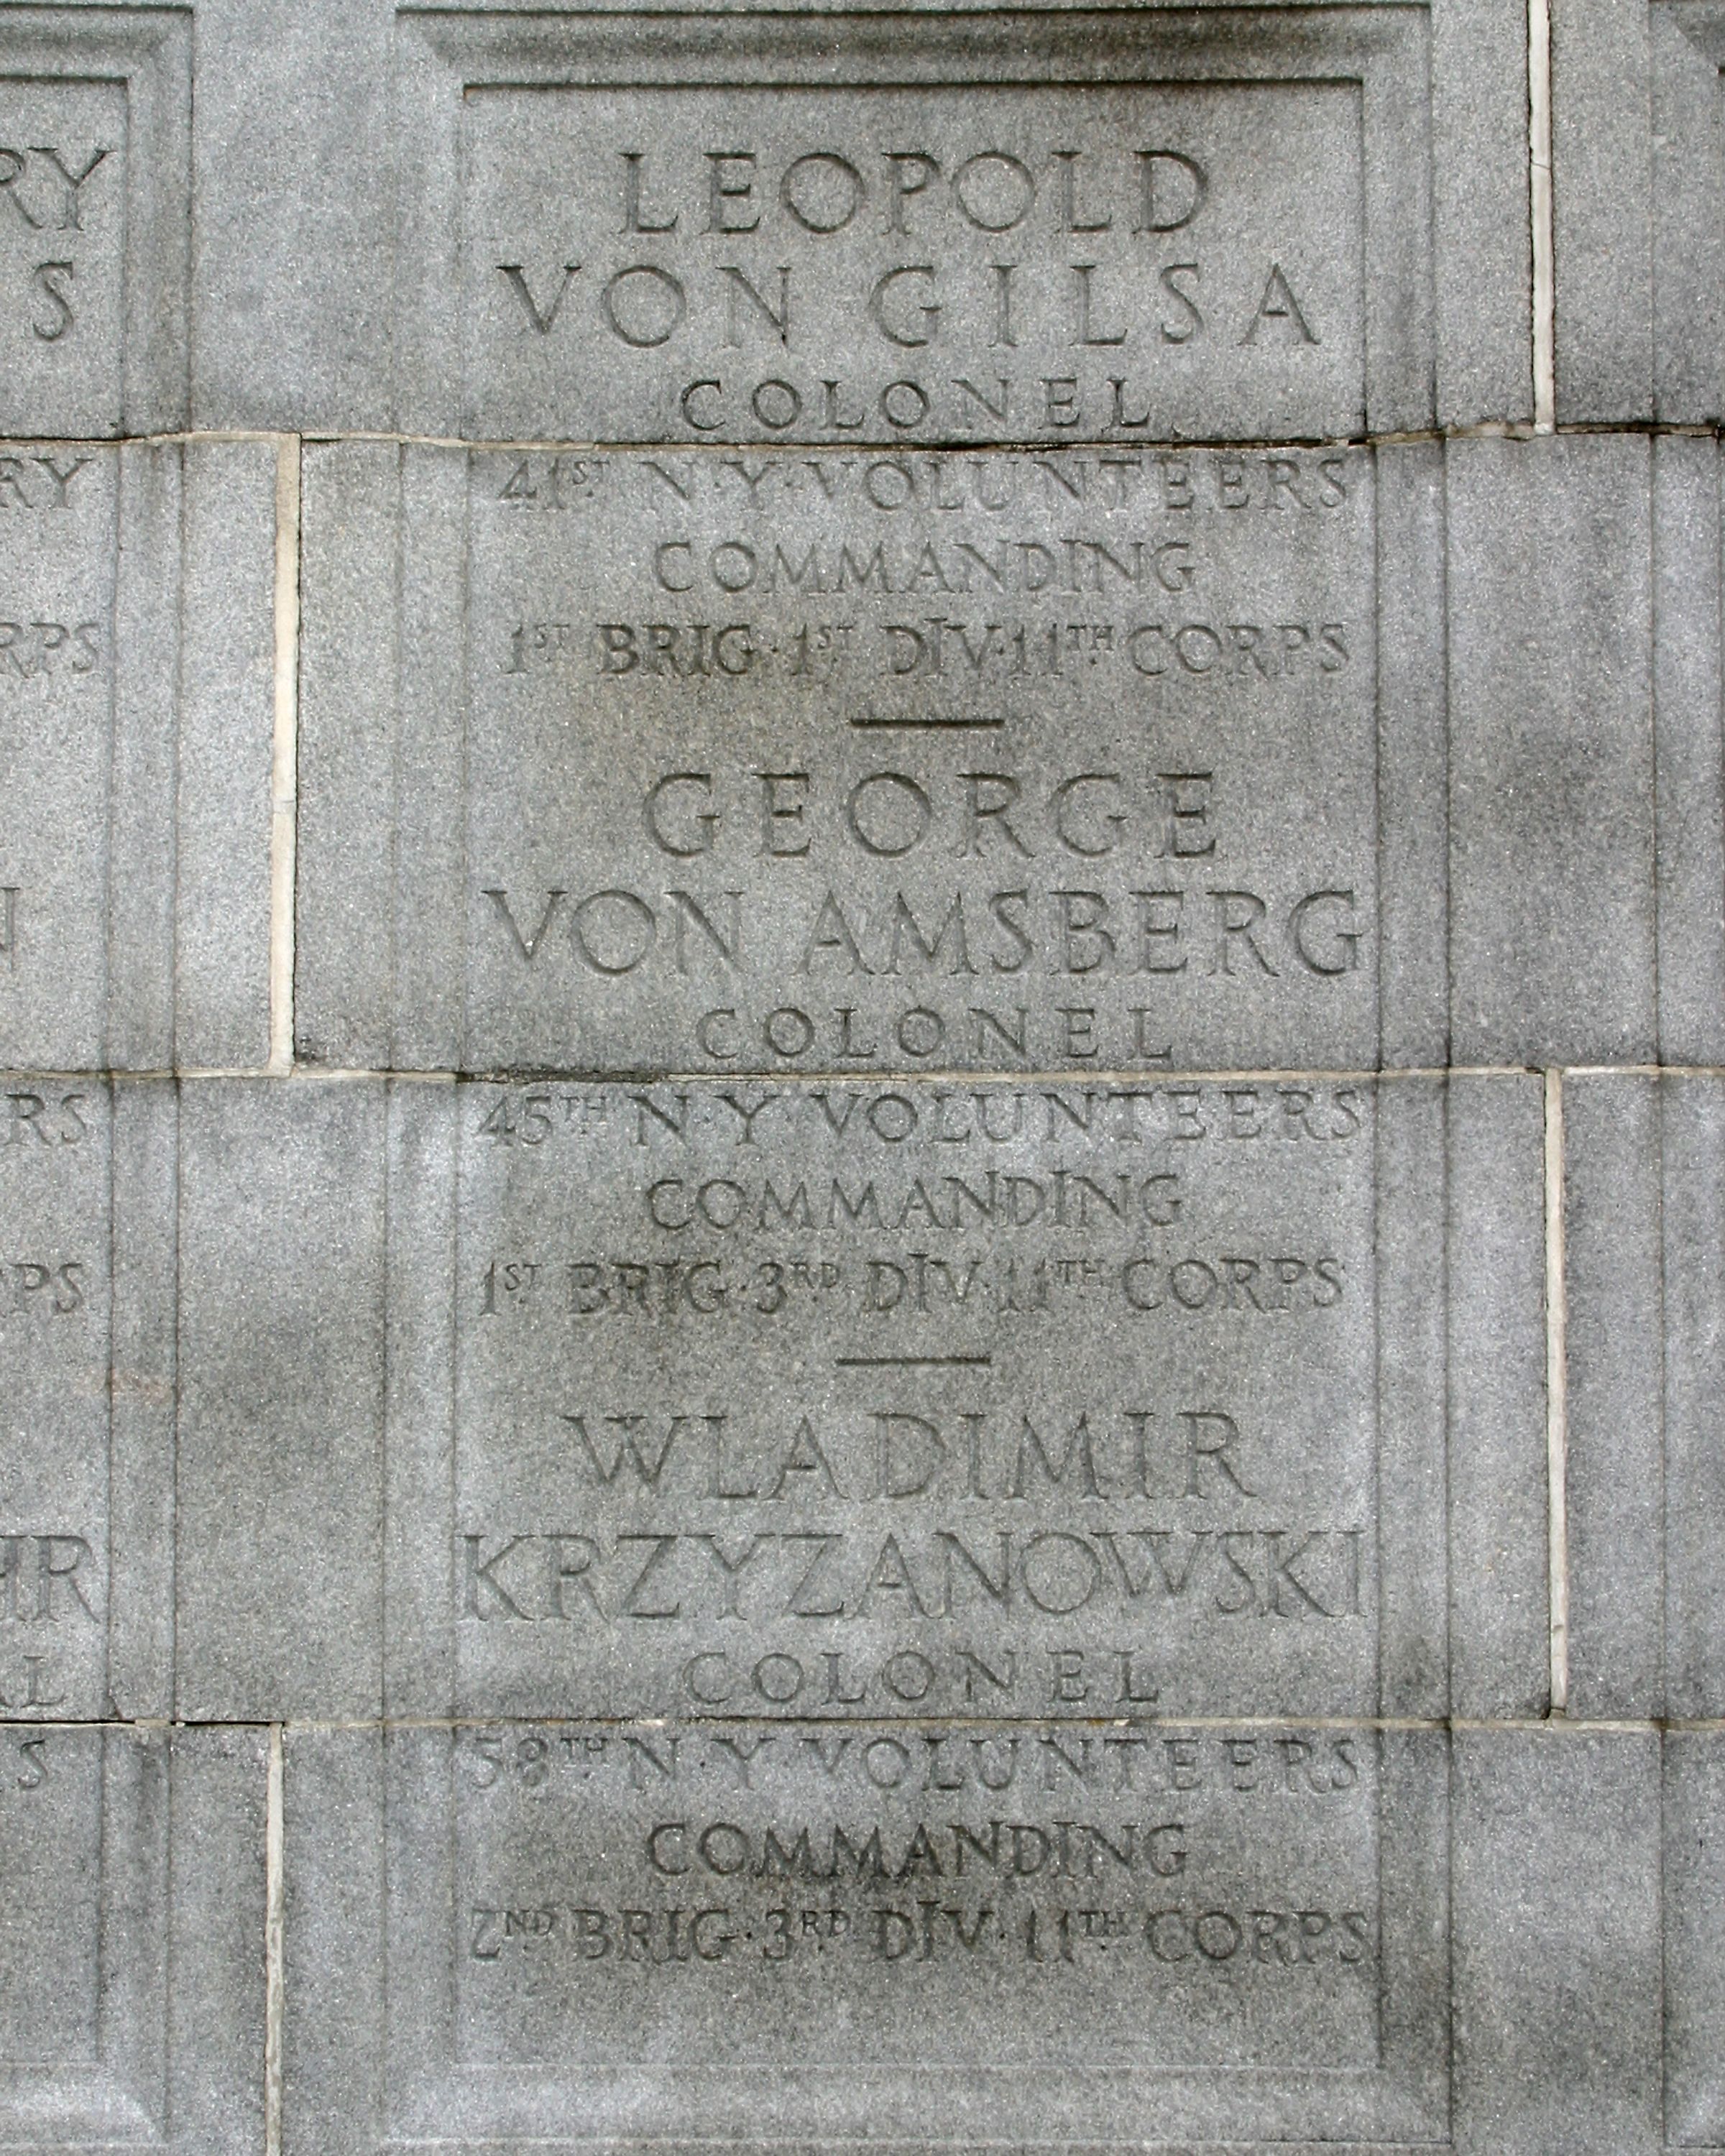 LEOPOLD
VON GILSA
COLONEL
41ST N·Y·VOLUNTEERS
COMMANDING
1ST BRIG·1ST DIV·11TH CORPS
GEORGE
VON AMSBERG
COLONEL
45TH N·Y VOLUNTEERS
COMMANDING
1ST BRIG·3RD DIV·11TH CORPS
WLADIMIR
KRZYZANOWSKI
COLONEL
58TH N·Y VOLUNTEERS
COMMANDING
2ND BRIG·3RD DIV·11TH CORPS